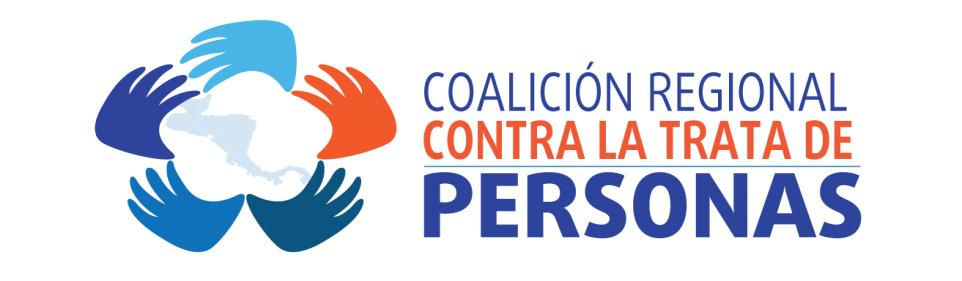 COALICIÓN REGIONAL
CONTRA LA TRATA DE
PERSONAS